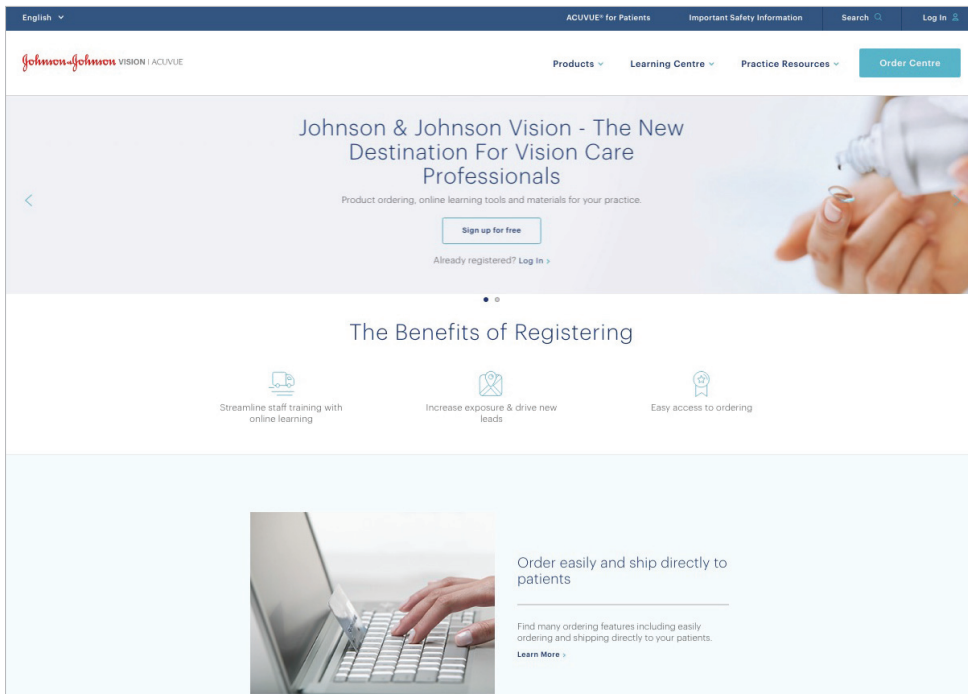 English
ACUVUE® for Patients
Important Safety Information
Search
Log In
Johnson & Johnson VISION | ACUVUE
Products
Learning Centre
Practice Resources
Order Centre
Johnson & Johnson Vision - The New
Destination For Vision Care
Professionals
Product ordering, online learning tools and materials for your practice.
Sign up for free
Already registered? Log In >
The Benefits of Registering
Streamline staff training with
online learning
Increase exposure & drive new
leads
Easy access to ordering
Order easily and ship directly to
patients
Find many ordering features including easily
ordering and shipping directly to your patients.
Learn More >